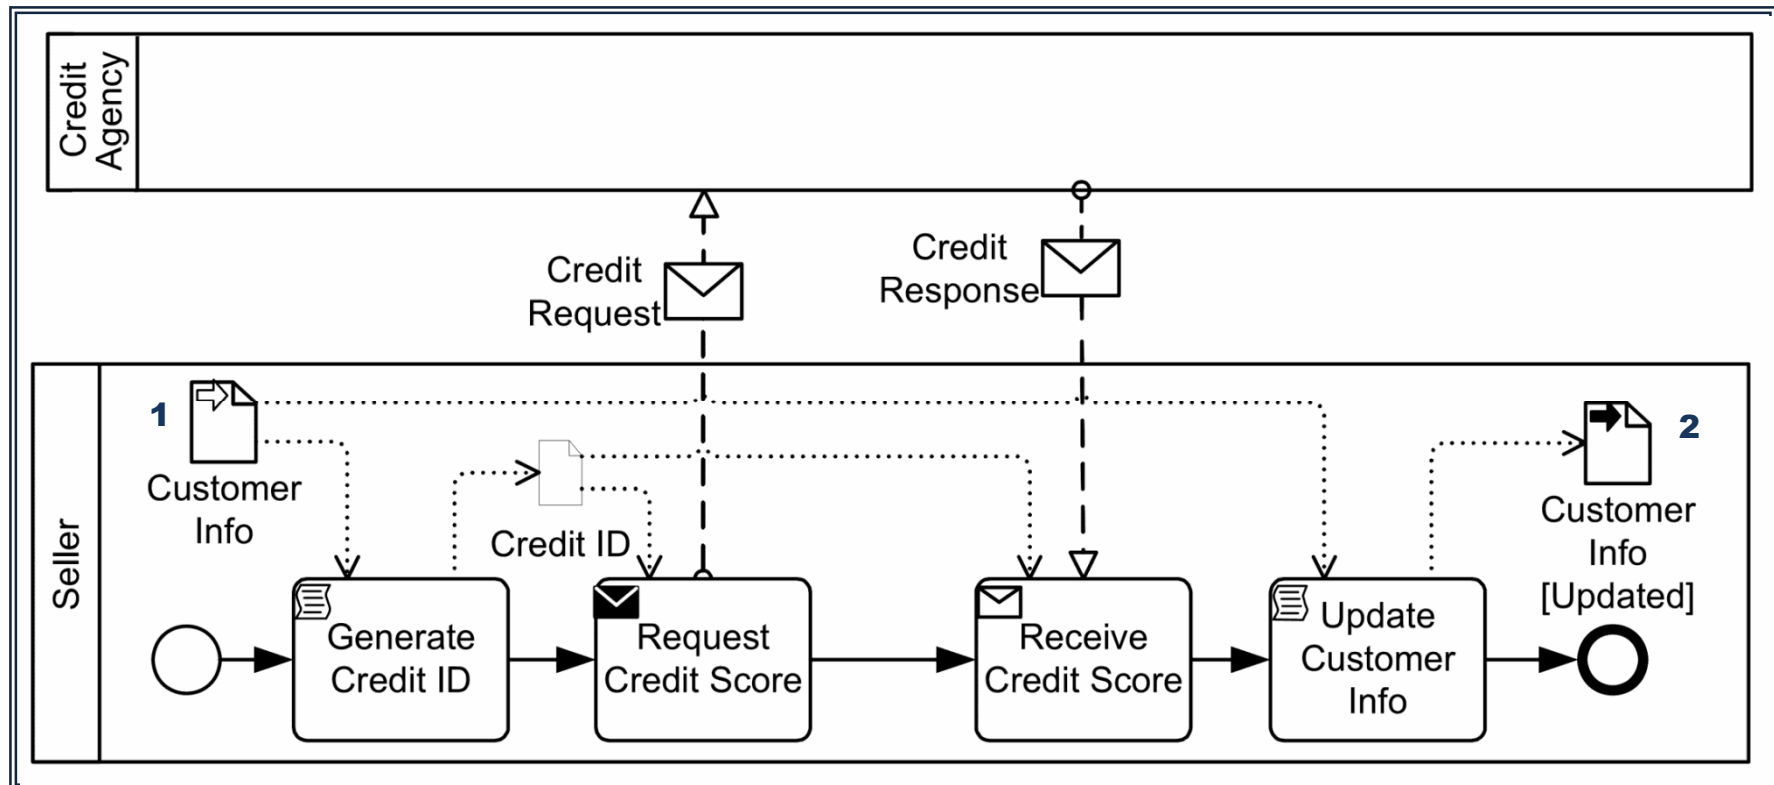 Credit
Agency
Credit
Request
Credit
Response
Seller
1
Customer
Info
Credit ID
2
Customer
Info
[Updated]
Generate
Credit ID
Request
Credit Score
Receive
Credit Score
Update
Customer
Info